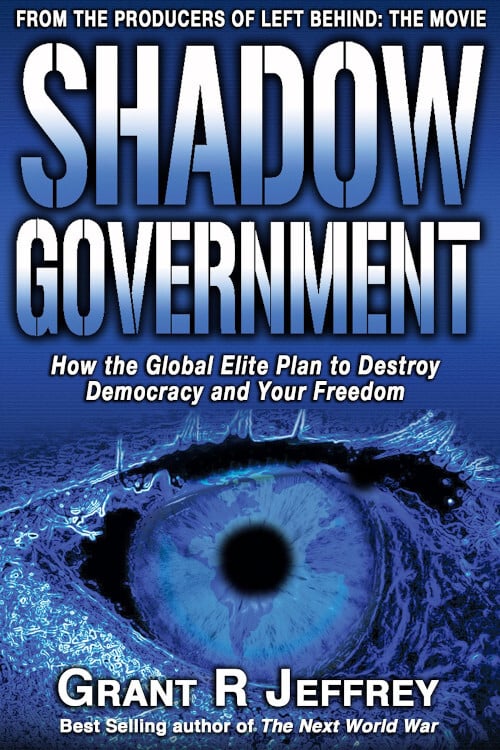 FROM THE PRODUCERS OF LEFT BEHIND: THE MOVIE
SHADOW
GOVERNMENT
How the Global Elite Plan to Destroy
Democracy and Your Freedom
GRANT R JEFFREY
Best Selling author of The Next World War